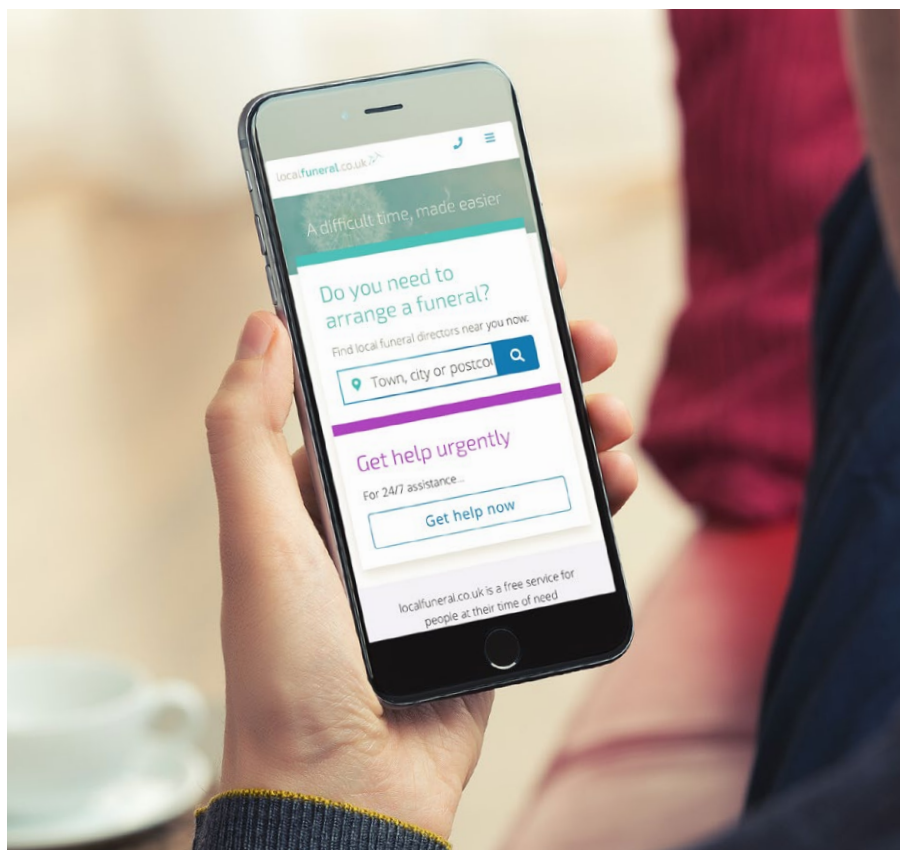 localfuneral.co.uk
A difficult time, made easier
Do you need to
arrange a funeral?
Find local funeral directors near you now.
Town, city or postco
Get help urgently
For 24/7 assistance...
Get help now
localfuneral.co.uk is a free service for
people at their time of need